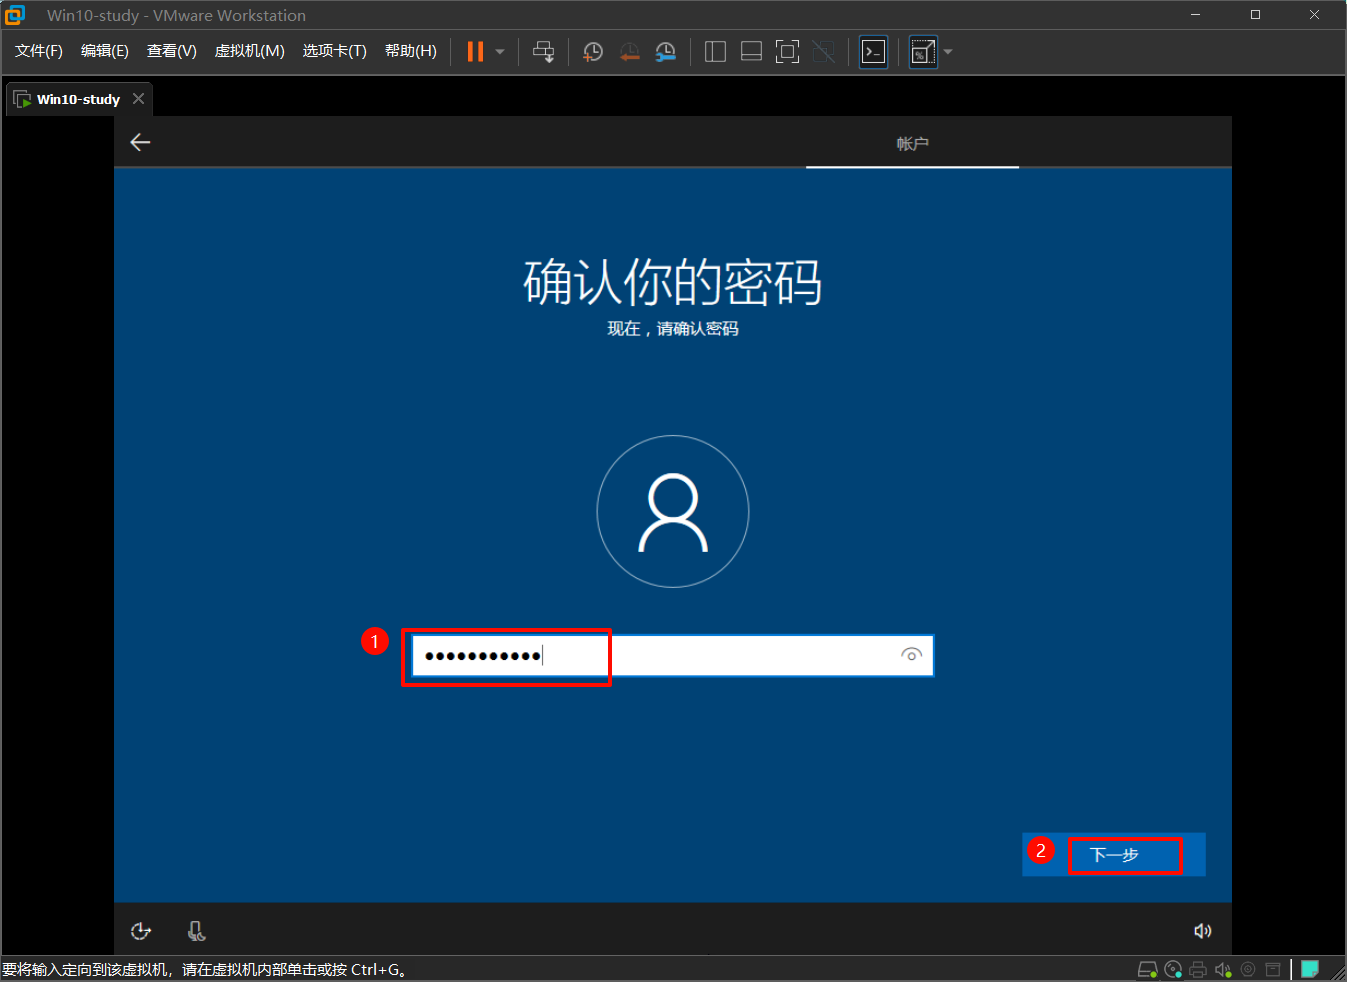 Win10-study - VMware Workstation
文件(F) 编辑(E) 查看(V) 虚拟机(M) 选项卡(T) 帮助(H)
Win10-study
帐户
确认你的密码
现在，请确认密码
1
2 下一步
要将输入定向到该虚拟机，请在虚拟机内部单击或按 Ctrl+G。